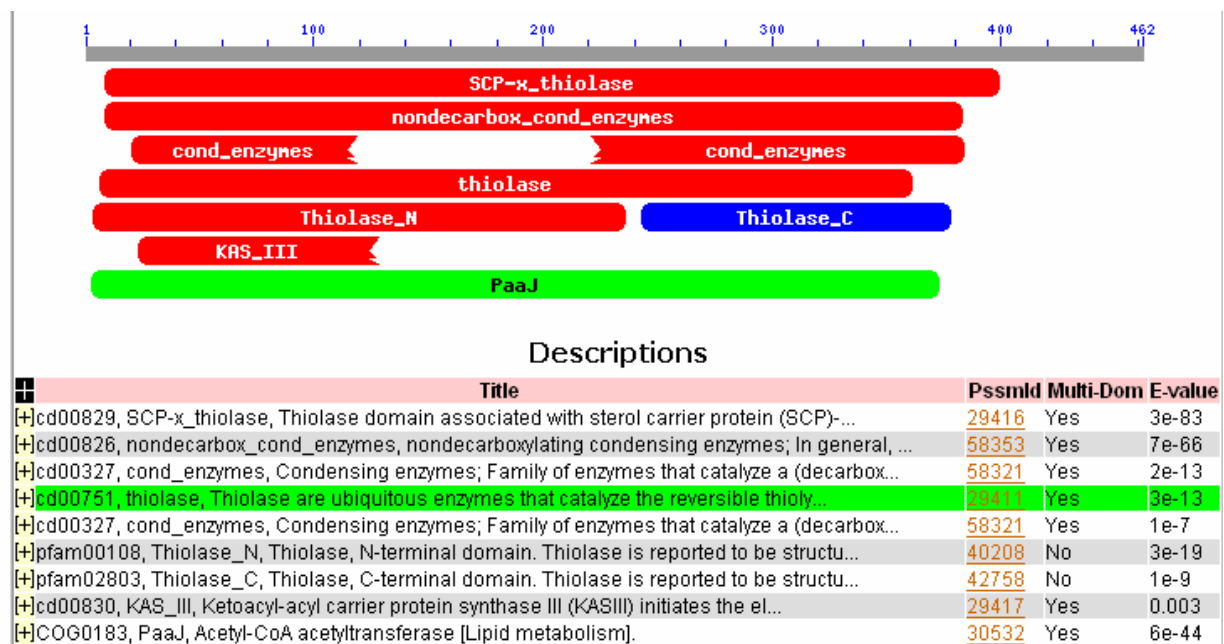 1 100 200 300 400 462
SCP-x_thiolase
nondecarbox_cond_enzymes
cond_enzymes cond_enzymes
thiolase
Thiolase_N Thiolase_C
KAS_III
PaaJ
Descriptions
Title PssmId Multi-Dom E-value
[+]cd00829, SCP-x_thiolase, Thiolase domain associated with sterol carrier protein (SCP)-... 29416 Yes 3e-83
[+]cd00826, nondecarbox_cond_enzymes, nondecarboxylating condensing enzymes; In general, ... 58353 Yes 7e-66
[+]cd00327, cond_enzymes, Condensing enzymes; Family of enzymes that catalyze a (decarbox... 58321 Yes 2e-13
[+]cd00751, thiolase, Thiolase are ubiquitous enzymes that catalyze the reversible thioly... 29411 Yes 3e-13
[+]cd00327, cond_enzymes, Condensing enzymes; Family of enzymes that catalyze a (decarbox... 58321 Yes 1e-7
[+]pfam00108, Thiolase_N, Thiolase, N-terminal domain. Thiolase is reported to be structu... 40208 No 3e-19
[+]pfam02803, Thiolase_C, Thiolase, C-terminal domain. Thiolase is reported to be structu... 42758 No 1e-9
[+]cd00830, KAS_III, Ketoacyl-acyl carrier protein synthase III (KASIII) initiates the el... 29417 Yes 0.003
[+]COG0183, PaaJ, Acetyl-CoA acetyltransferase [Lipid metabolism]. 30532 Yes 6e-44